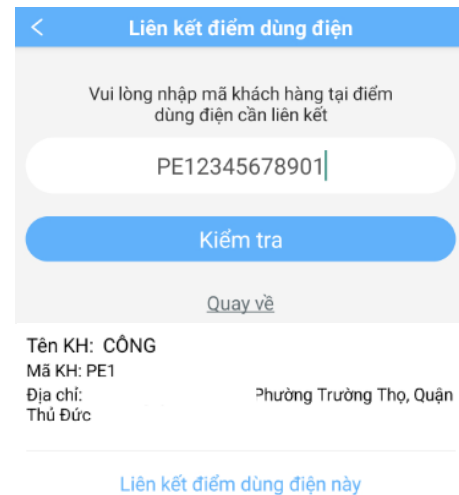 Liên kết điểm dùng điện
Vui lòng nhập mã khách hàng tại điểm
dùng điện cần liên kết
PE12345678901
Kiểm tra
Quay về
Tên KH: CÔNG
Mã KH: PE1
Địa chỉ: Phường Trường Thọ, Quận
Thủ Đức
Liên kết điểm dùng điện này